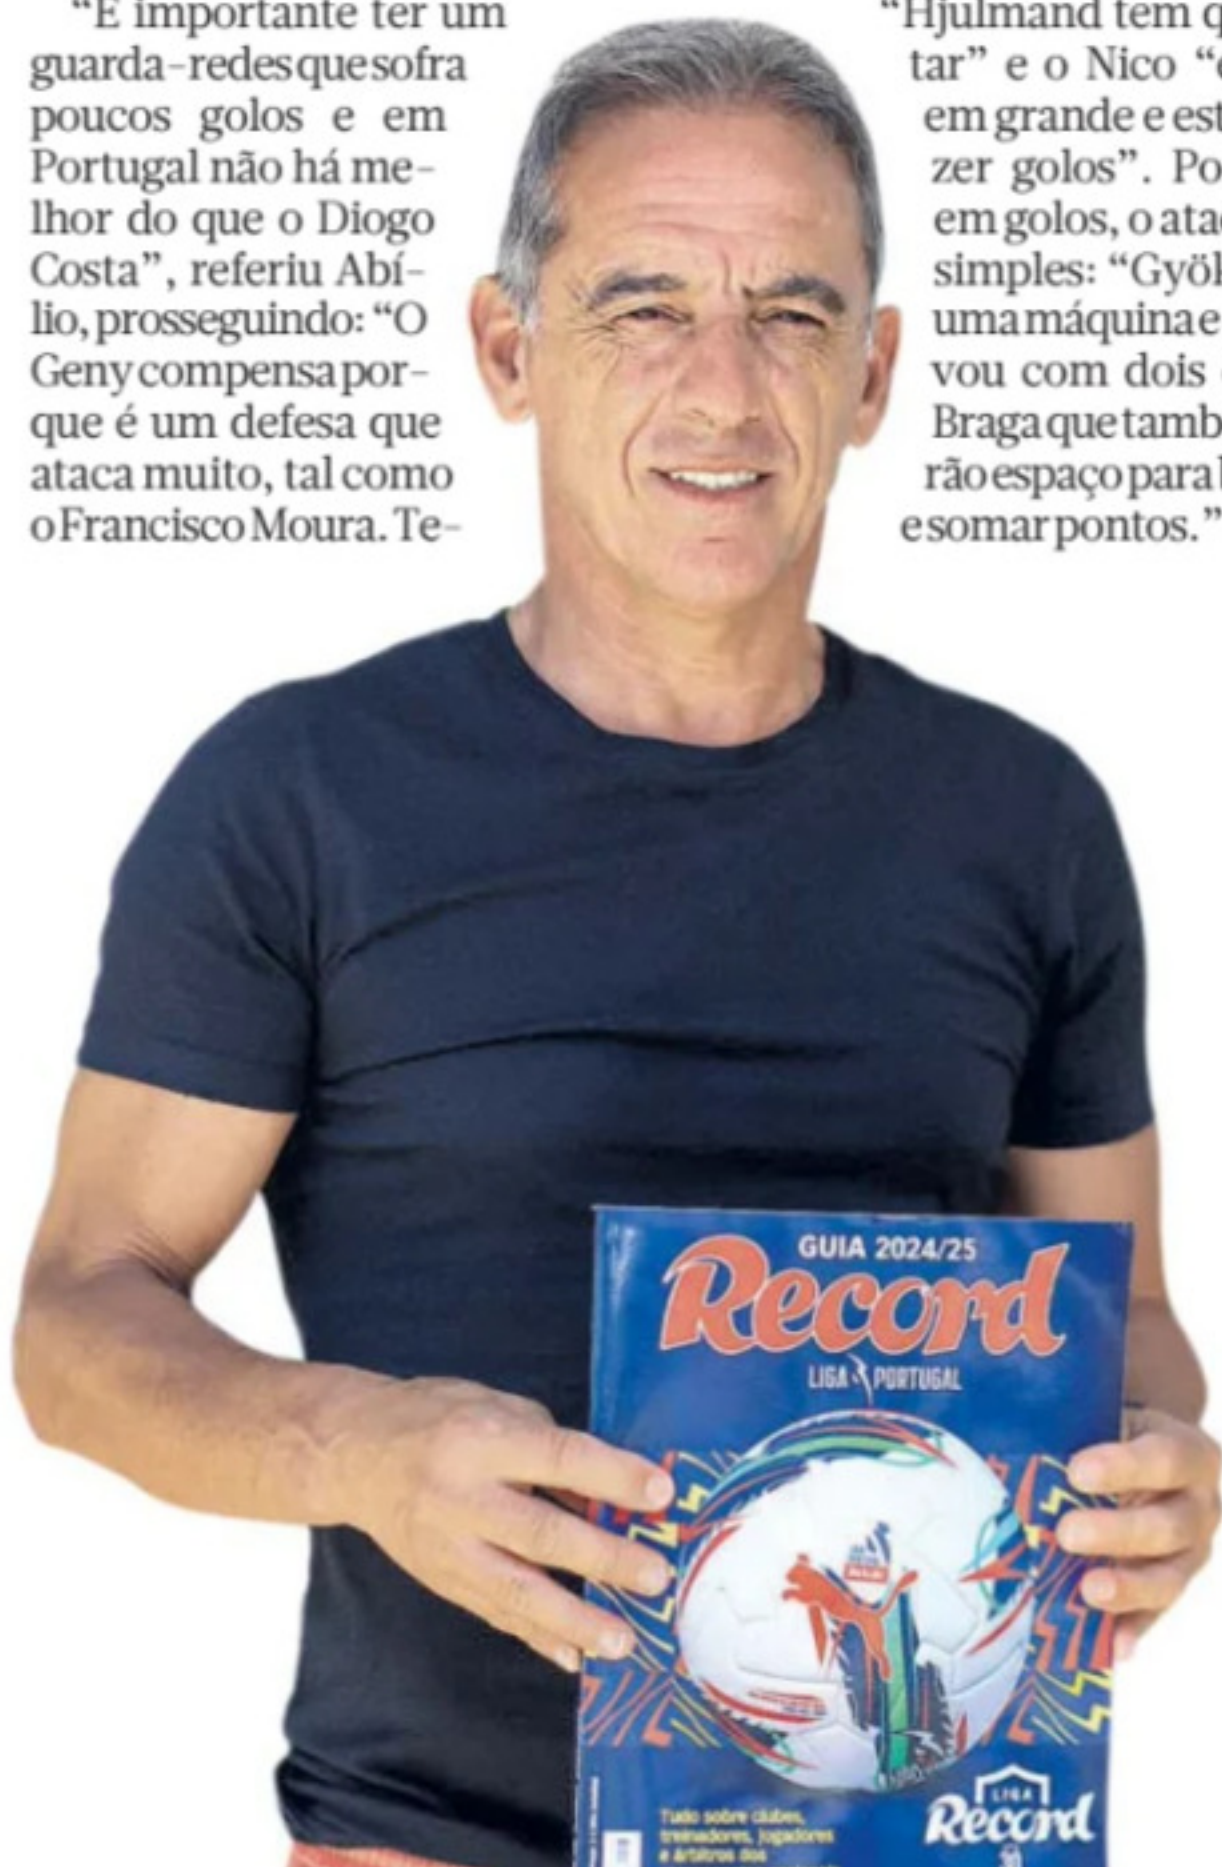 “É importante ter um
guarda-redes que sofra
poucos golos e em
Portugal não há me-
lhor do que o Diogo
Costa”, referiu Abí-
lio, prosseguindo: “O
Geny compensa por-
que é um defesa que
ataca muito, tal como
o Francisco Moura. Te-
“Hjulmand tem q
tar” e o Nico “
em grande e est
zer golos”. Po
em golos, o atac
simples: “Gyök
uma máquina e
vou com dois
Braga que tamb
rão espaço para
e somar pontos.”
GUIA 2024/25
Record
LIGA PORTUGAL
LIGA
Record
Tudo sobre clubes,
treinadores, jogadores
e árbitros dos